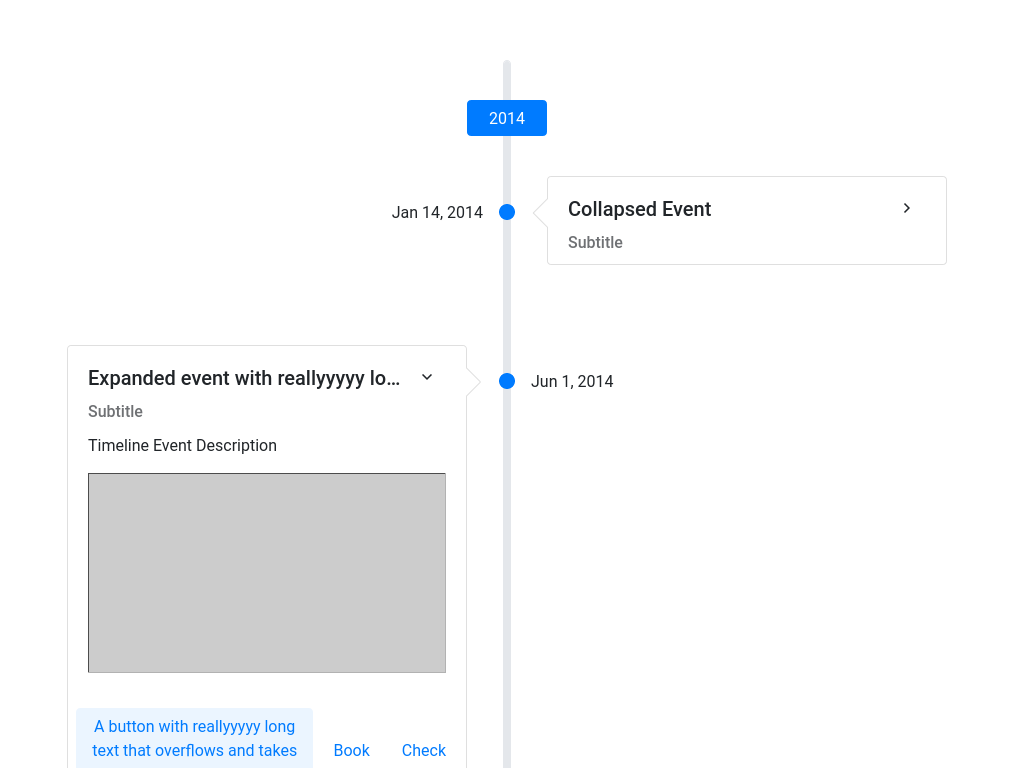 2014
Jan 14, 2014
Collapsed Event
Subtitle
Expanded event with reallyyyyy lo…
Jun 1, 2014
Subtitle
Timeline Event Description
A button with reallyyyyy long
text that overflows and takes
Book
Check